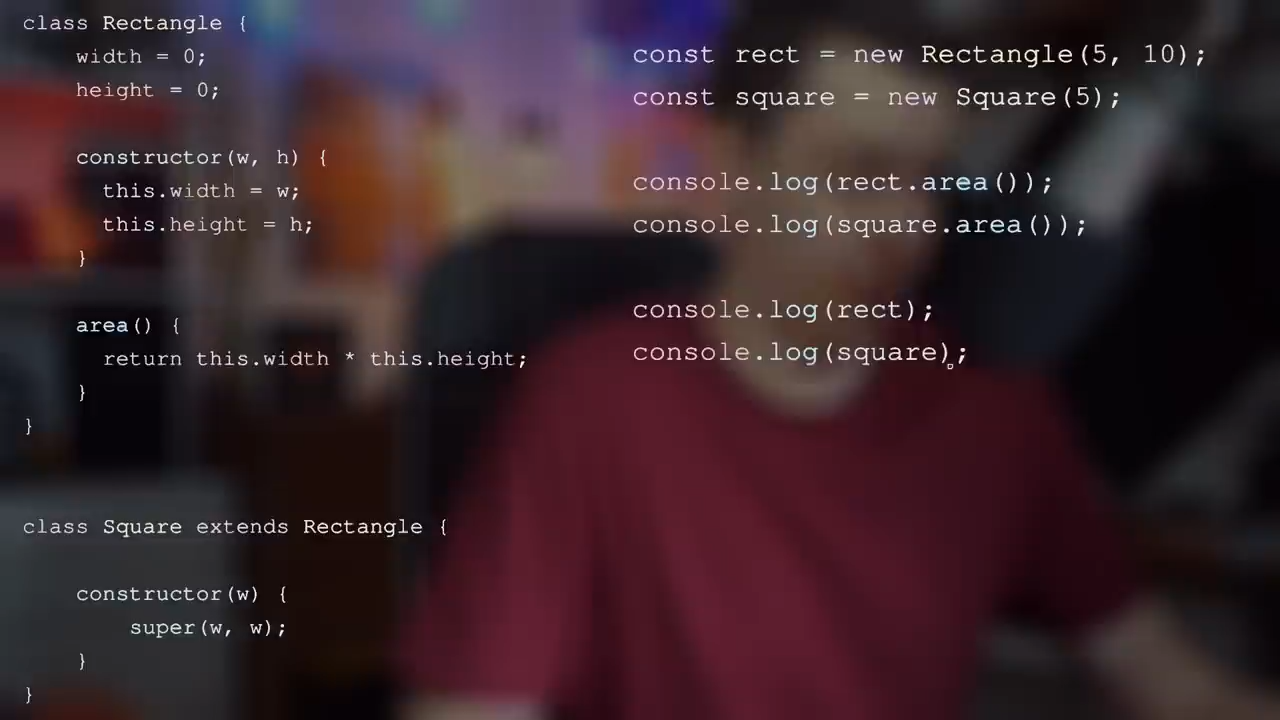 class Rectangle {
width = 0;
height = 0;
constructor(w, h) {
this.width = w;
this.height = h;
}
area() {
return this.width * this.height;
}
}
class Square extends Rectangle {
constructor(w) {
super(w, w);
}
}
const rect = new Rectangle(5, 10);
const square = new Square(5);
console.log(rect.area());
console.log(square.area());
console.log(rect);
console.log(square);